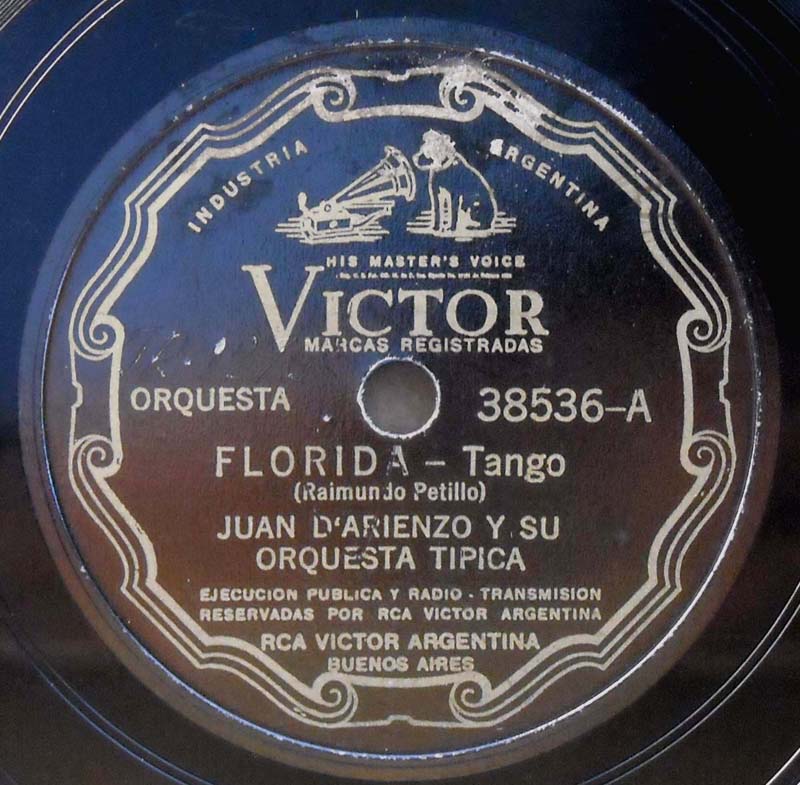 INDUSTRIA ARGENTINA
HIS MASTER'S VOICE
VICTOR
MARCAS REGISTRADAS
ORQUESTA 38536-A
FLORIDA - Tango
(Raimundo Petillo)
JUAN D'ARIENZO Y SU
ORQUESTA TIPICA
EJECUCION PUBLICA Y RADIO - TRANSMISION
RESERVADAS POR RCA VICTOR ARGENTINA
RCA VICTOR ARGENTINA
BUENOS AIRES